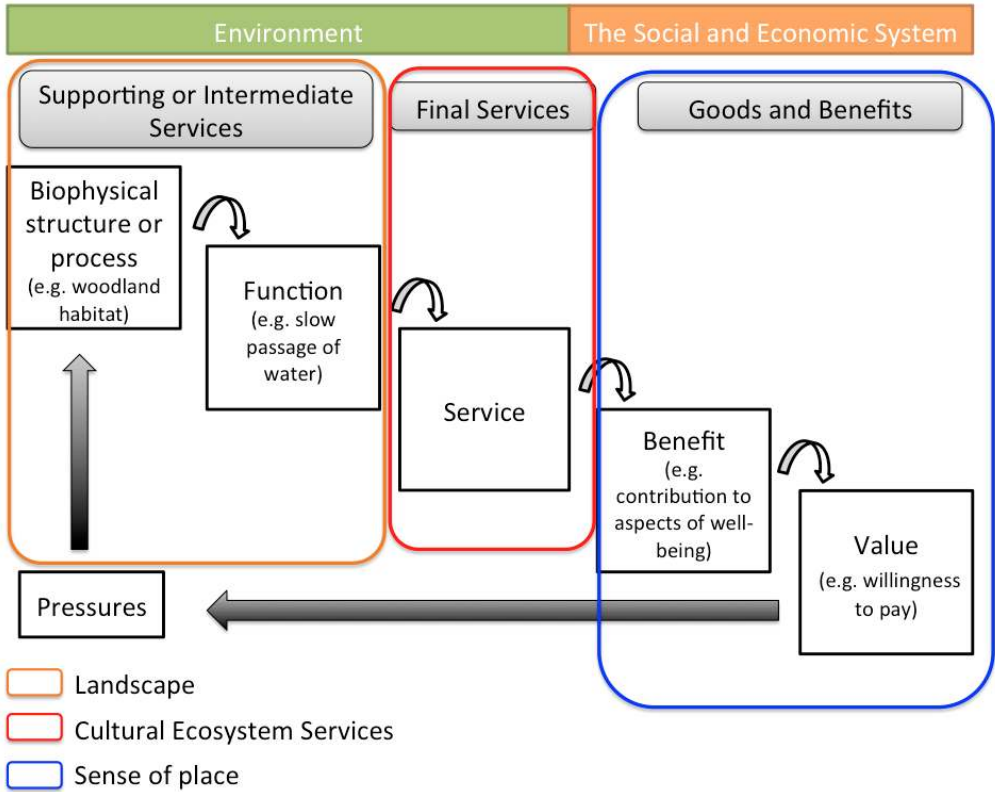 Environment
The Social and Economic System
Supporting or Intermediate
Services
Final Services
Goods and Benefits
Biophysical
structure or
process
(e.g. woodland
habitat)
Function
(e.g. slow
passage of
water)
Service
Benefit
(e.g.
contribution to
aspects of well-
being)
Value
(e.g. willingness
to pay)
Pressures
Landscape
Cultural Ecosystem Services
Sense of place